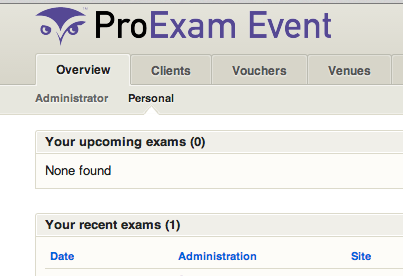 ProExam Event
Overview Clients Vouchers Venues
Administrator Personal
Your upcoming exams (0)
None found
Your recent exams (1)
Date Administration Site